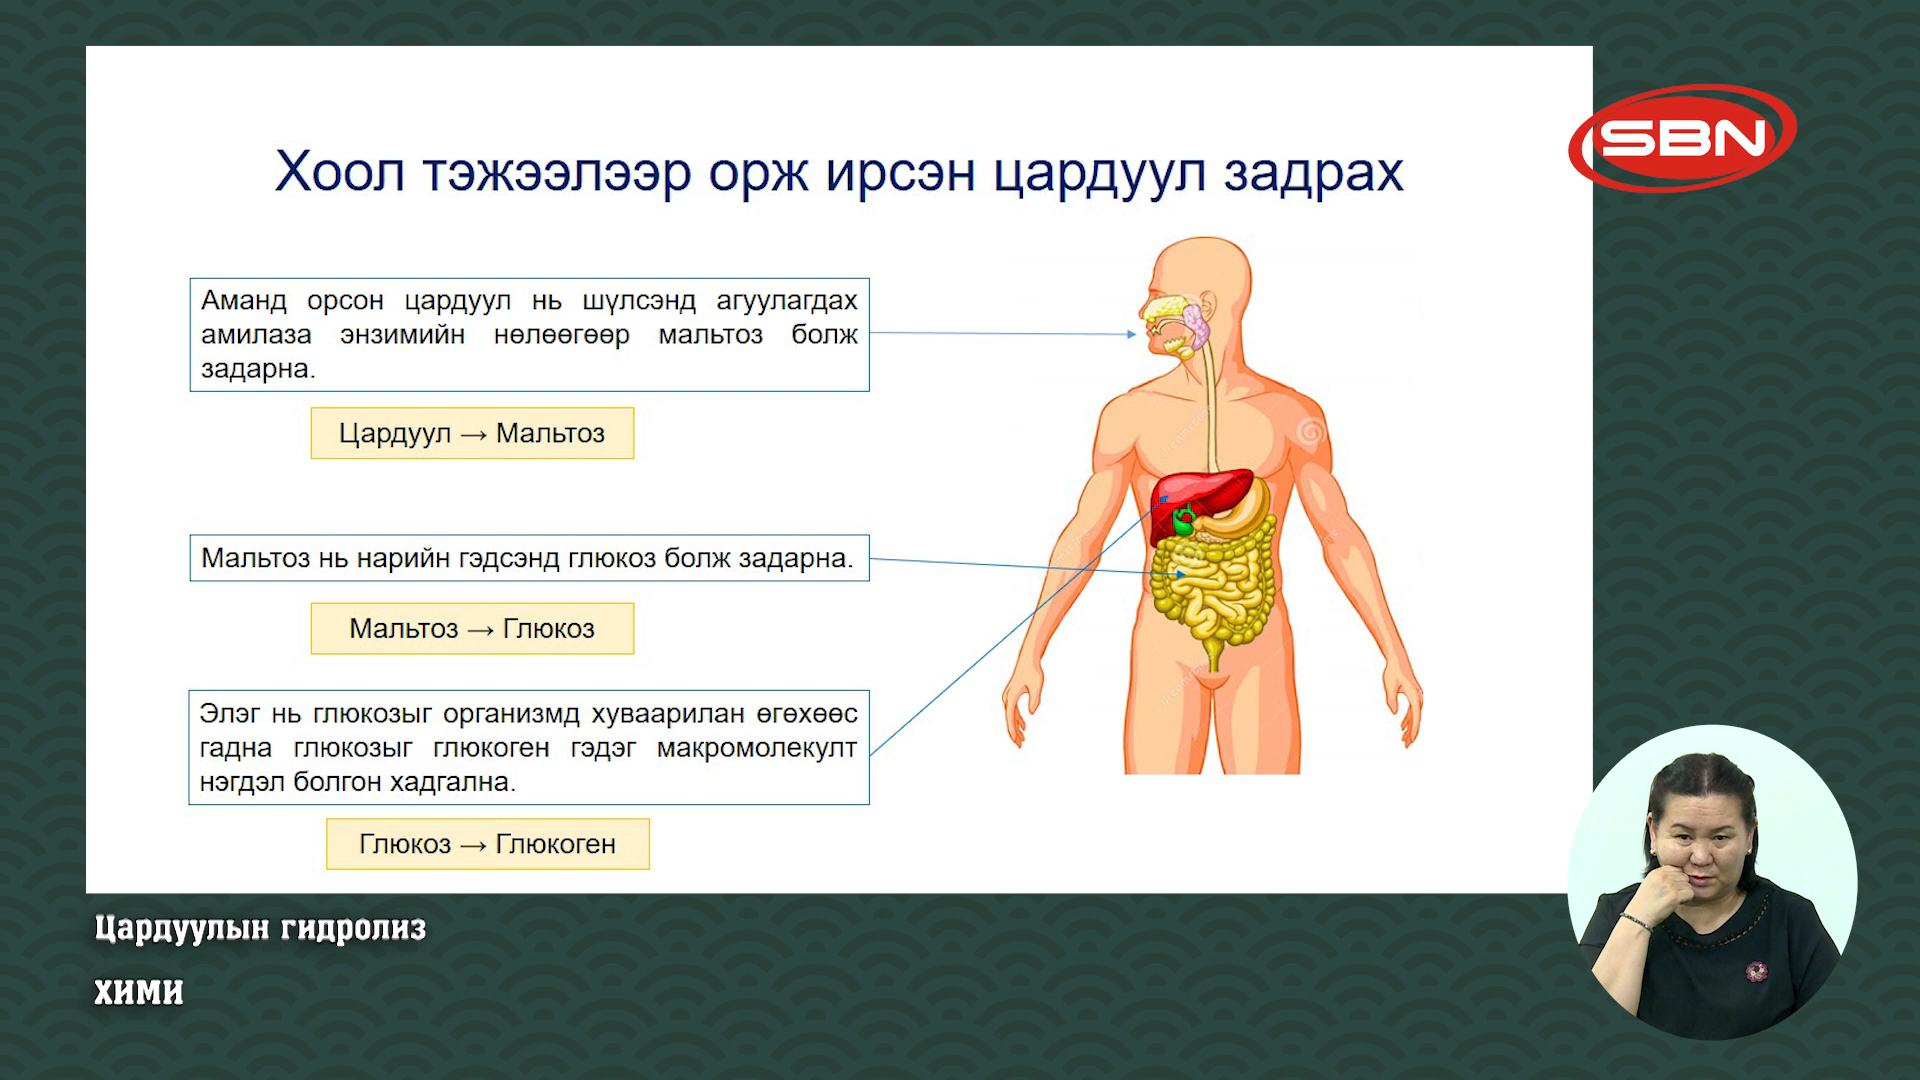 SBN
Хоол тэжээлээр орж ирсэн цардуул задрах
Аманд орсон цардуул нь шүлсэнд агуулагдах
амилаза энзимийн нөлөөгөөр мальтоз болж
задарна.
Цардуул → Мальтоз
Мальтоз нь нарийн гэдсэнд глюкоз болж задарна.
Мальтоз → Глюкоз
Элэг нь глюкозыг организмд хуваарилан өгөхөөс
гадна глюкозыг глюкоген гэдэг макромолекулт
нэгдэл болгон хадгална.
Глюкоз → Глюкоген
Цардуулын гидролиз
ХИМИ